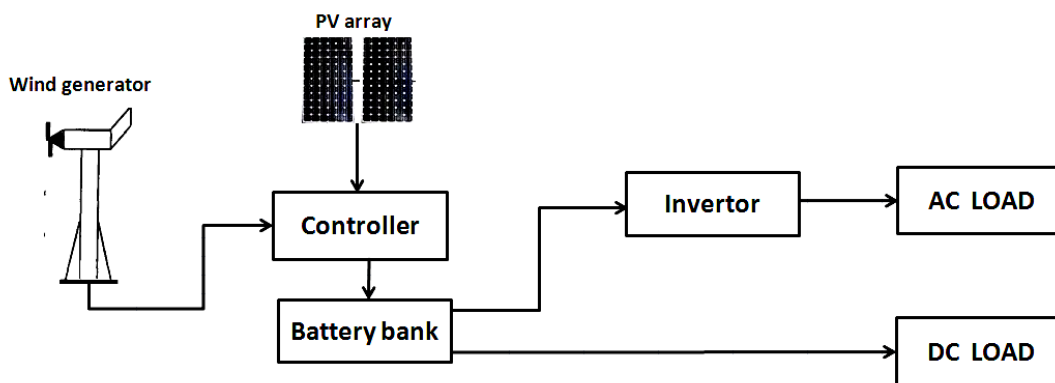 PV array
Wind generator
Controller
Invertor
AC LOAD
Battery bank
DC LOAD